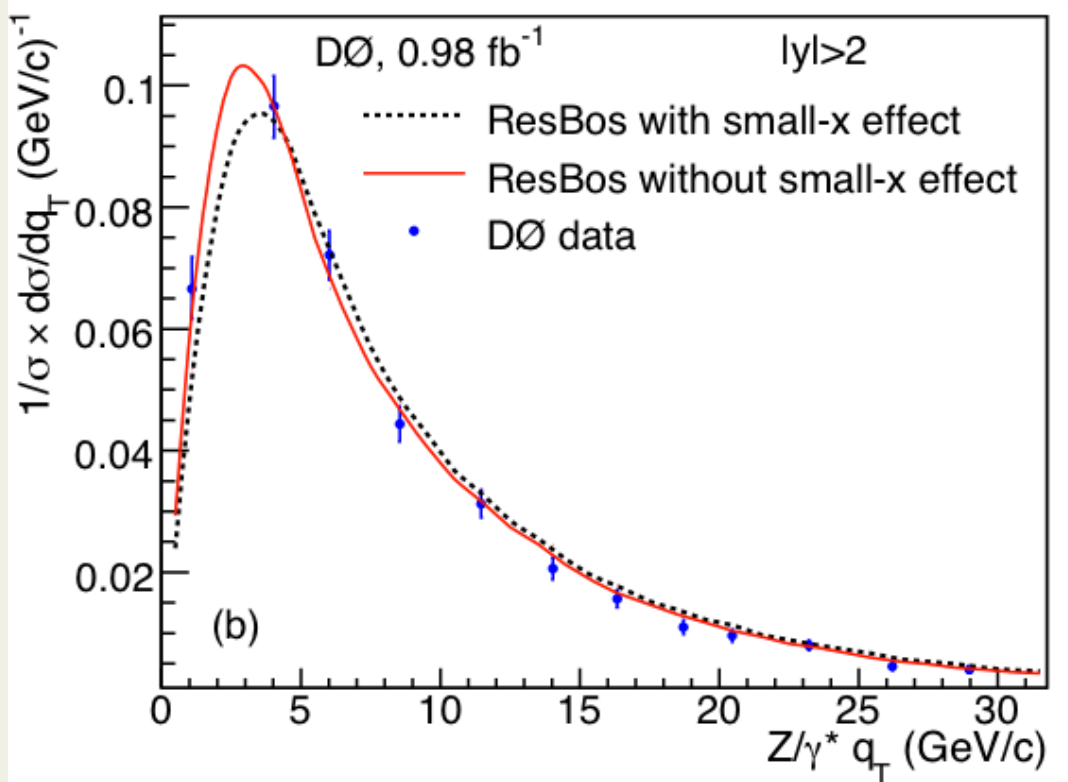 1/σ × dσ/dq_T (GeV/c)⁻¹
DØ, 0.98 fb⁻¹
|y|>2
ResBos with small-x effect
ResBos without small-x effect
DØ data
0.1
0.08
0.06
0.04
0.02
(b)
0 5 10 15 20 25 30
Z/γ* q_T (GeV/c)